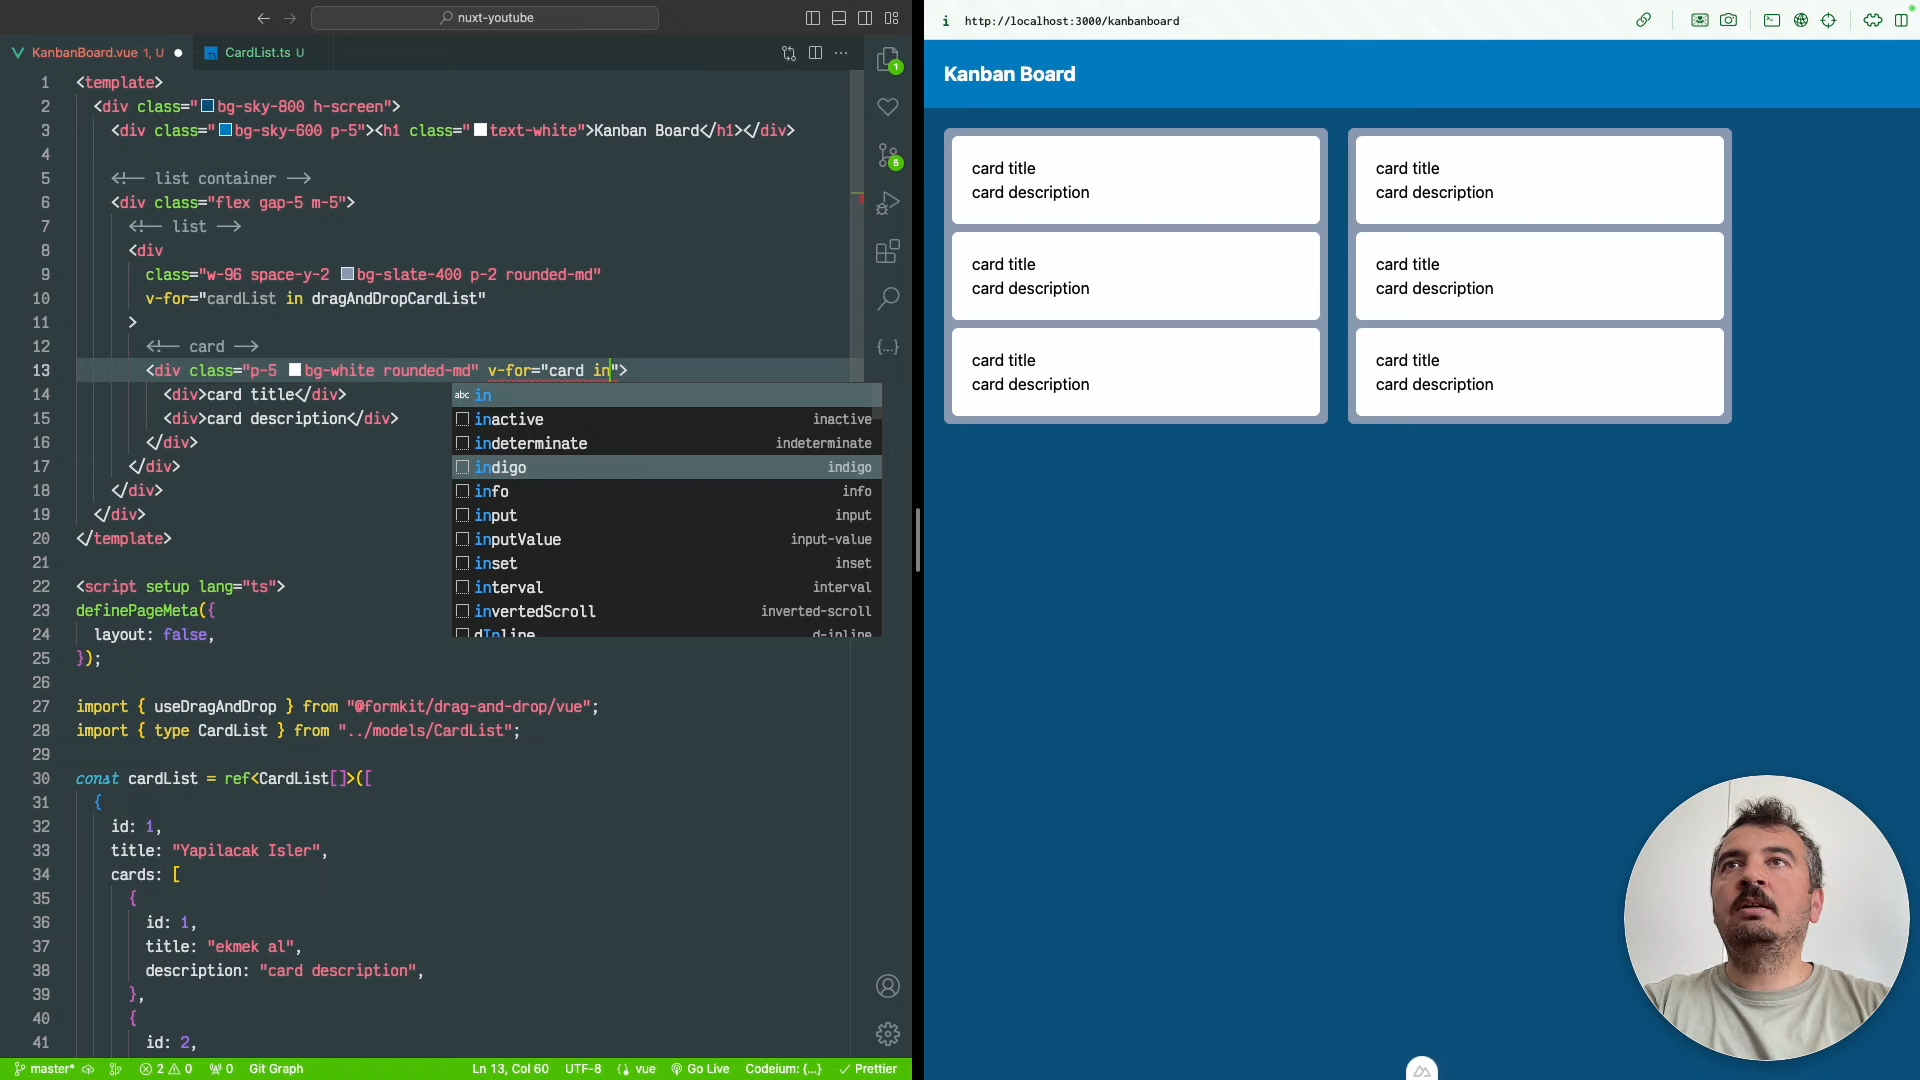 nuxt-youtube
http://localhost:3000/kanbanboard
KanbanBoard.vue 1, U
CardList.ts U
1 <template>
2 <div class="bg-sky-800 h-screen">
3 <div class="bg-sky-600 p-5"><h1 class="text-white">Kanban Board</h1></div>
4
5 <!-- list container -->
6 <div class="flex gap-5 m-5">
7 <!-- list -->
8 <div
9 class="w-96 space-y-2 bg-slate-400 p-2 rounded-md"
10 v-for="cardList in dragAndDropCardList"
11 >
12 <!-- card -->
13 <div class="p-5 bg-white rounded-md" v-for="card in">
14 <div>card title</div>
15 <div>card description</div>
16 </div>
17 </div>
18 </div>
19 </div>
20 </template>
21
22 <script setup lang="ts">
23 definePageMeta({
24 layout: false,
25 });
26
27 import { useDragAndDrop } from "@formkit/drag-and-drop/vue";
28 import { type CardList } from "../models/CardList";
29
30 const cardList = ref<CardList[]>([
31 {
32 id: 1,
33 title: "Yapilacak Isler",
34 cards: [
35 {
36 id: 1,
37 title: "ekmek al",
38 description: "card description",
39 },
40 {
41 id: 2,
abc in
inactive inactive
indeterminate indeterminate
indigo indigo
info info
input input
inputValue input-value
inset inset
interval interval
invertedScroll inverted-scroll
dInline d-inline
1
5
master*
2 0
0
Git Graph
Ln 13, Col 60
UTF-8
vue
Go Live
Codeium: {...}
Prettier
Kanban Board
card title
card description
card title
card description
card title
card description
card title
card description
card title
card description
card title
card description